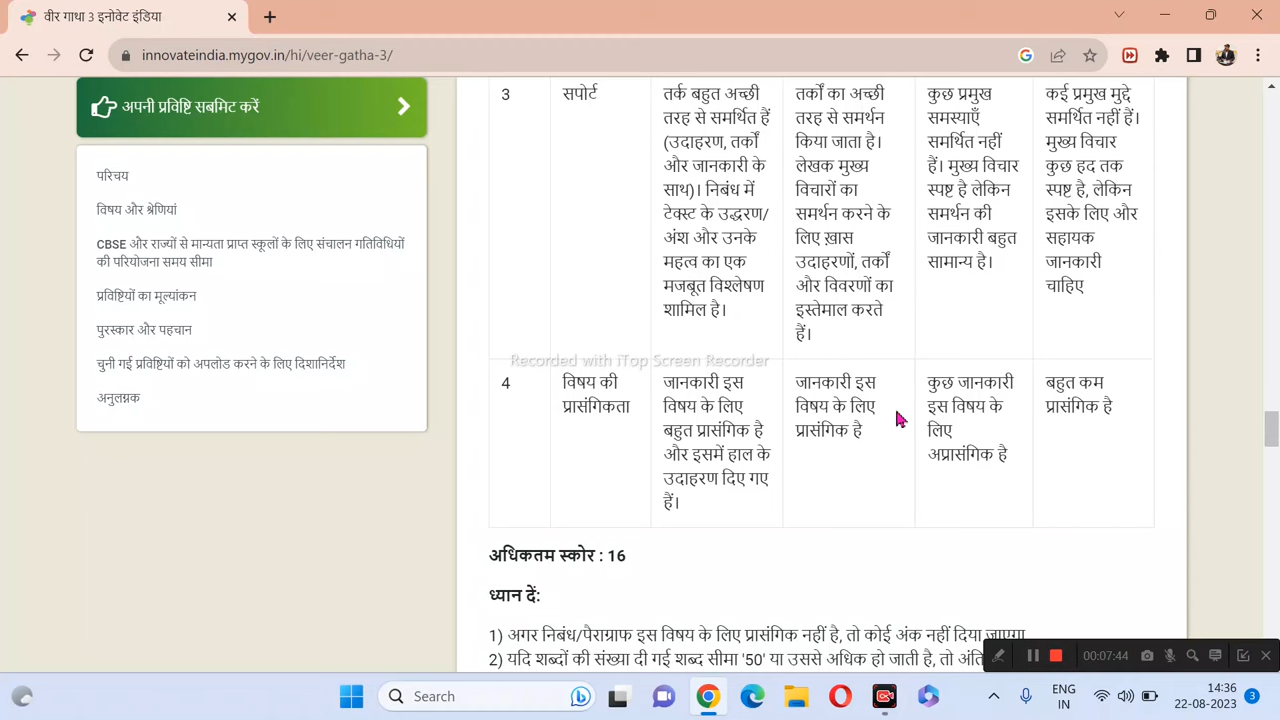 वीर गाथा 3 इनोवेट इंडिया
innovateindia.mygov.in/hi/veer-gatha-3/
अपनी प्रविष्टि सबमिट करें
परिचय
विषय और श्रेणियां
CBSE और राज्यों से मान्यता प्राप्त स्कूलों के लिए संचालन गतिविधियों
की परियोजना समय सीमा
प्रविष्टियों का मूल्यांकन
पुरस्कार और पहचान
चुनी गई प्रविष्टियों को अपलोड करने के लिए दिशानिर्देश
अनुलग्नक
3
सपोर्ट
तर्क बहुत अच्छी
तरह से समर्थित हैं
(उदाहरण, तर्कों
और जानकारी के
साथ)। निबंध में
टेक्स्ट के उद्धरण/
अंश और उनके
महत्व का एक
मजबूत विश्लेषण
शामिल है।
तर्कों का अच्छी
तरह से समर्थन
किया जाता है।
लेखक मुख्य
विचारों का
समर्थन करने के
लिए ख़ास
उदाहरणों, तर्कों
और विवरणों का
इस्तेमाल करते
हैं।
कुछ प्रमुख
समस्याएँ
समर्थित नहीं
हैं। मुख्य विचार
स्पष्ट है लेकिन
समर्थन की
जानकारी बहुत
सामान्य है।
कई प्रमुख मुद्दे
समर्थित नहीं हैं।
मुख्य विचार
कुछ हद तक
स्पष्ट है, लेकिन
इसके लिए और
सहायक
जानकारी
चाहिए
Recorded with iTop Screen Recorder
4
विषय की
प्रासंगिकता
जानकारी इस
विषय के लिए
बहुत प्रासंगिक है
और इसमें हाल के
उदाहरण दिए गए
हैं।
जानकारी इस
विषय के लिए
प्रासंगिक है
कुछ जानकारी
इस विषय के
लिए
अप्रासंगिक है
बहुत कम
प्रासंगिक है
अधिकतम स्कोर : 16
ध्यान दें:
1) अगर निबंध/पैराग्राफ इस विषय के लिए प्रासंगिक नहीं है, तो कोई अंक नहीं दिया जाएगा
2) यदि शब्दों की संख्या दी गई शब्द सीमा '50' या उससे अधिक हो जाती है, तो
00:07:44
Search
ENG
IN
14:36
22-08-2023
3